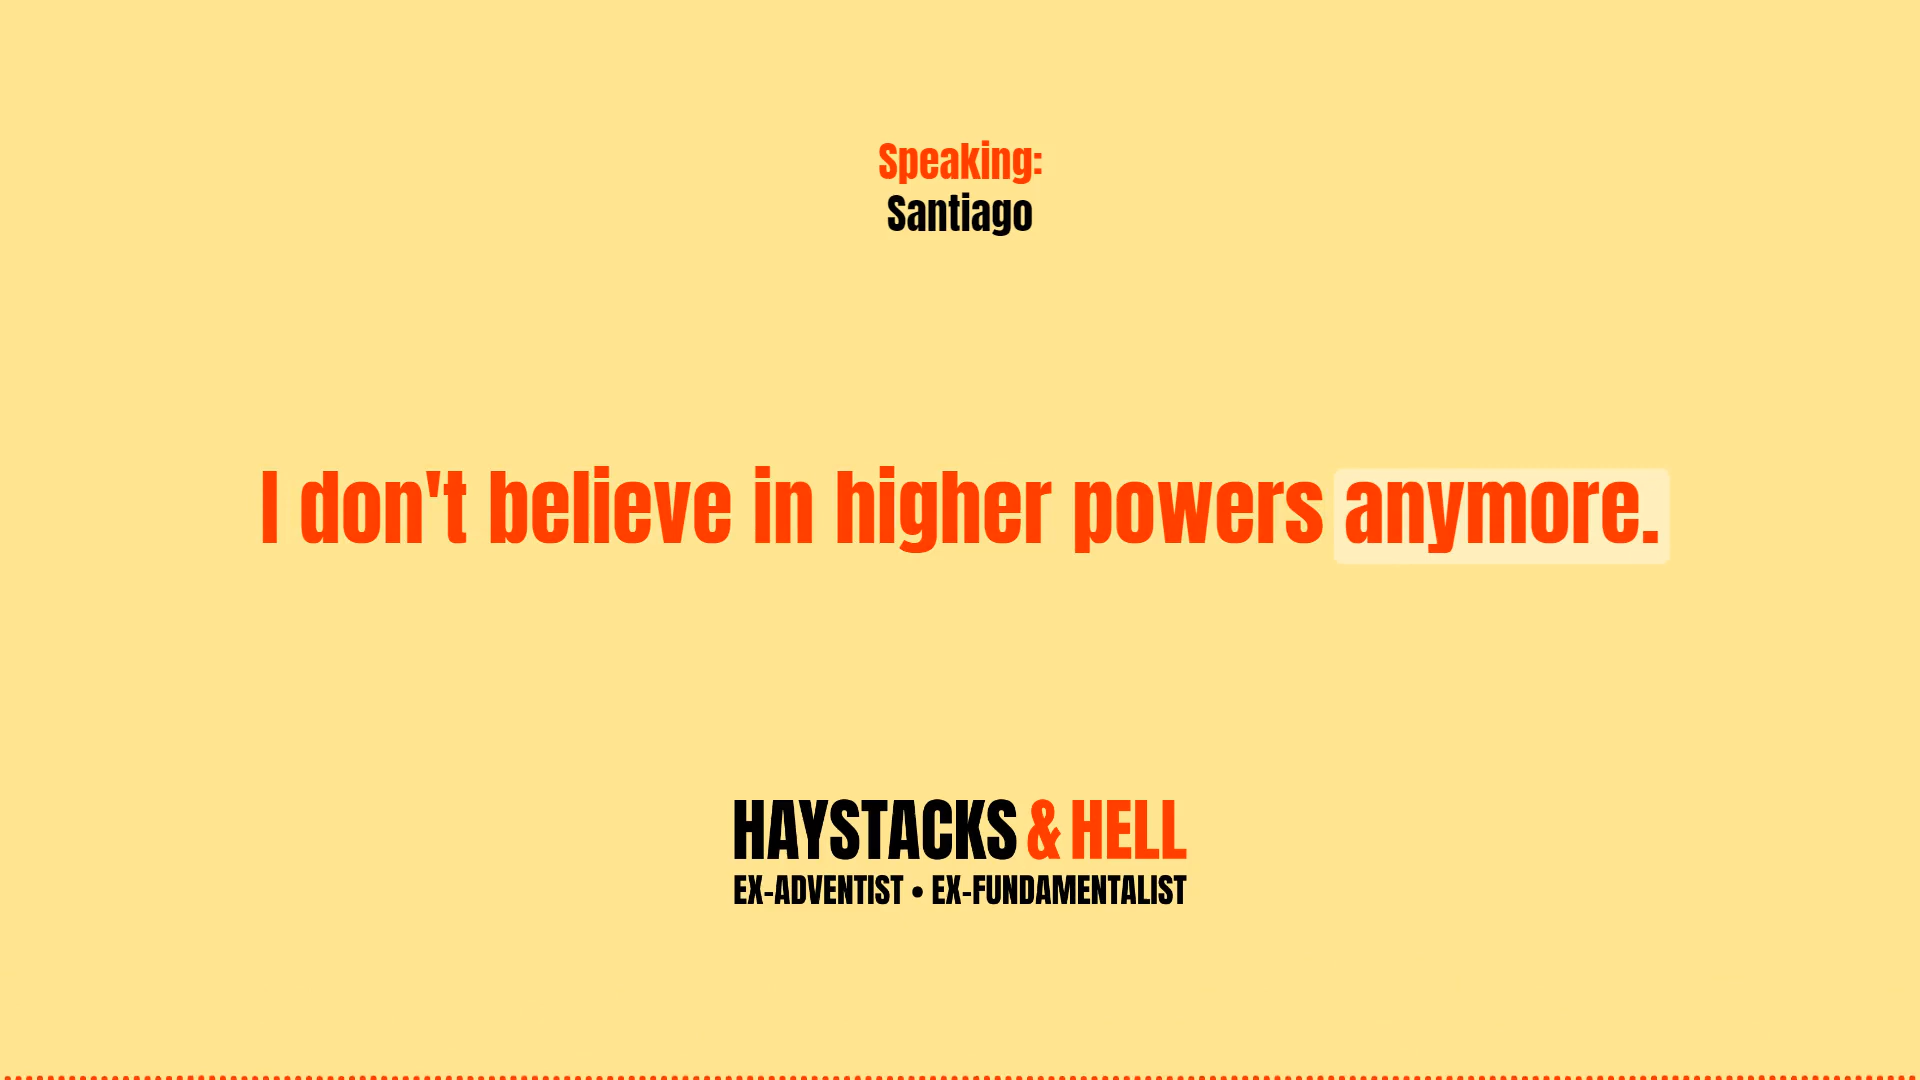 Speaking:
Santiago
I don't believe in higher powers anymore.
HAYSTACKS & HELL
EX-ADVENTIST • EX-FUNDAMENTALIST